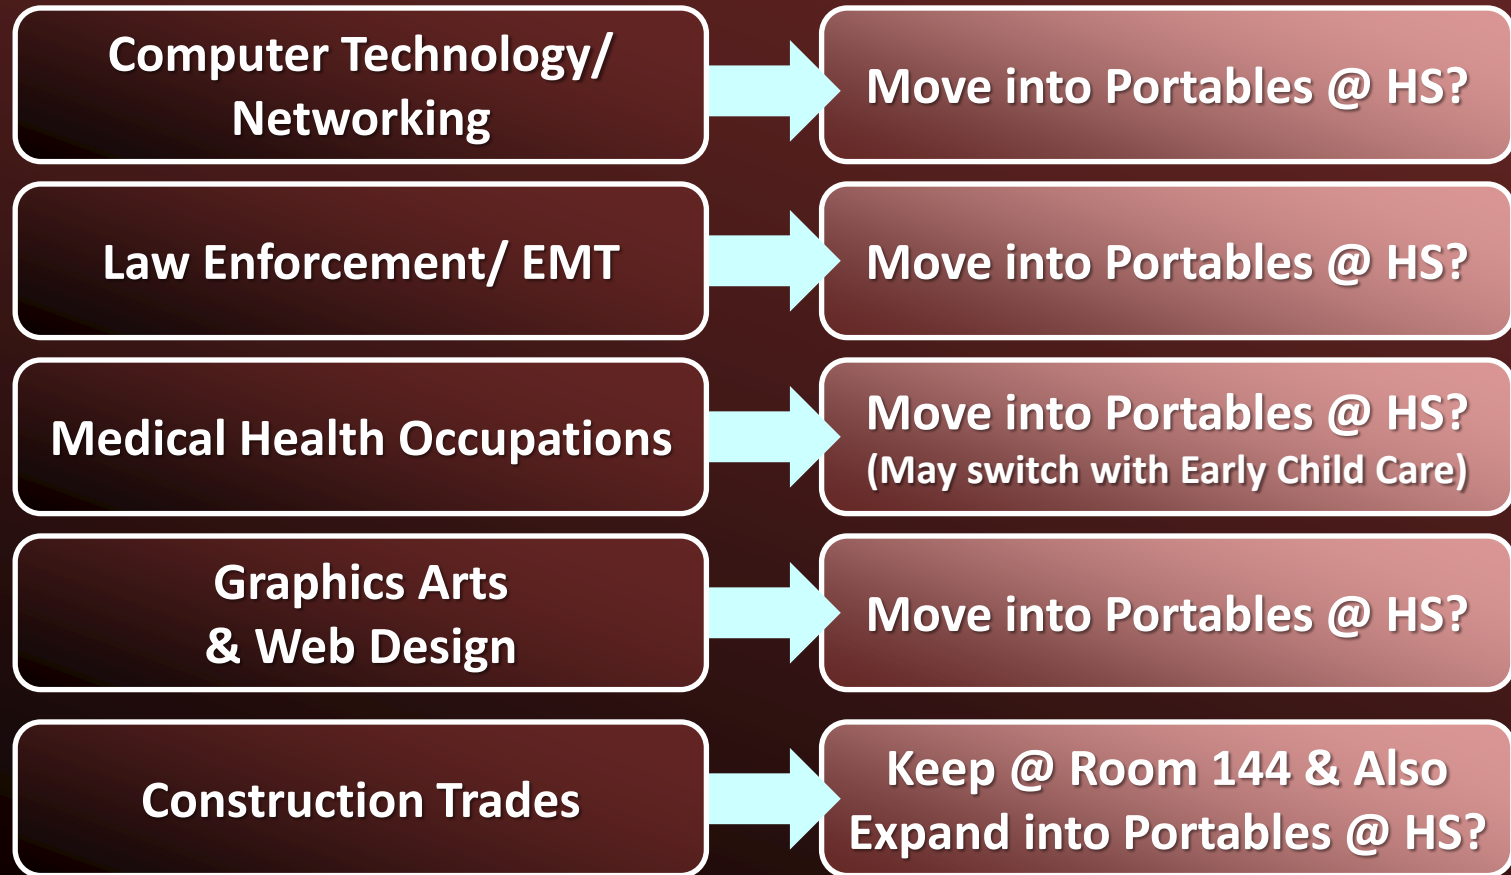 Computer Technology/
Networking
Move into Portables @ HS?
Law Enforcement/ EMT
Move into Portables @ HS?
Medical Health Occupations
Move into Portables @ HS?
(May switch with Early Child Care)
Graphics Arts
& Web Design
Move into Portables @ HS?
Construction Trades
Keep @ Room 144 & Also
Expand into Portables @ HS?